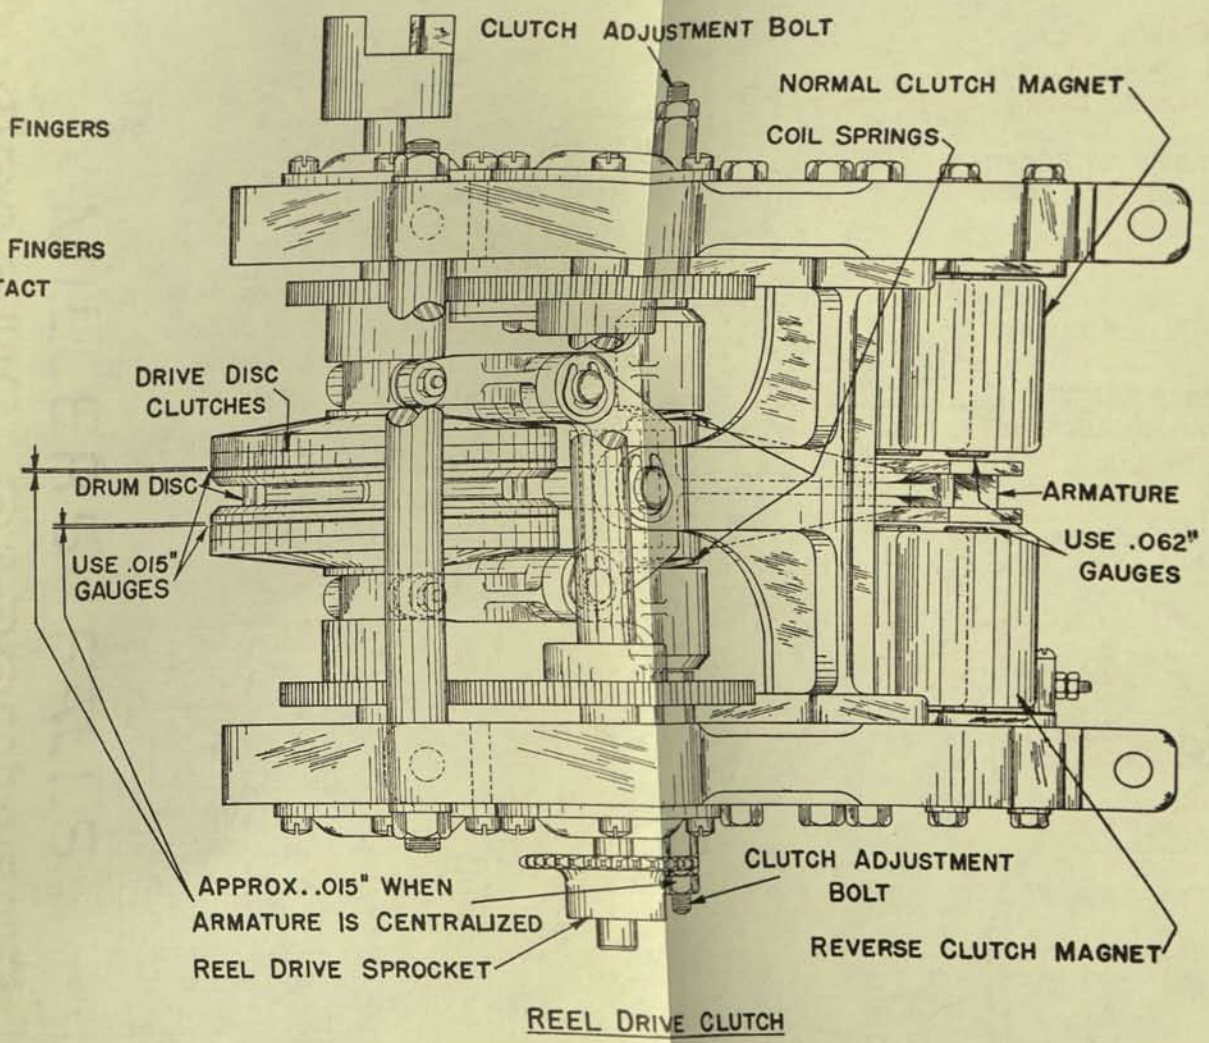 CLUTCH ADJUSTMENT BOLT
NORMAL CLUTCH MAGNET
FINGERS
COIL SPRINGS
FINGERS
TACT
DRIVE DISC
CLUTCHES
DRUM DISC
ARMATURE
USE .015"
GAUGES
USE .062"
GAUGES
APPROX..015" WHEN
ARMATURE IS CENTRALIZED
CLUTCH ADJUSTMENT
BOLT
REEL DRIVE SPROCKET
REVERSE CLUTCH MAGNET
REEL DRIVE CLUTCH